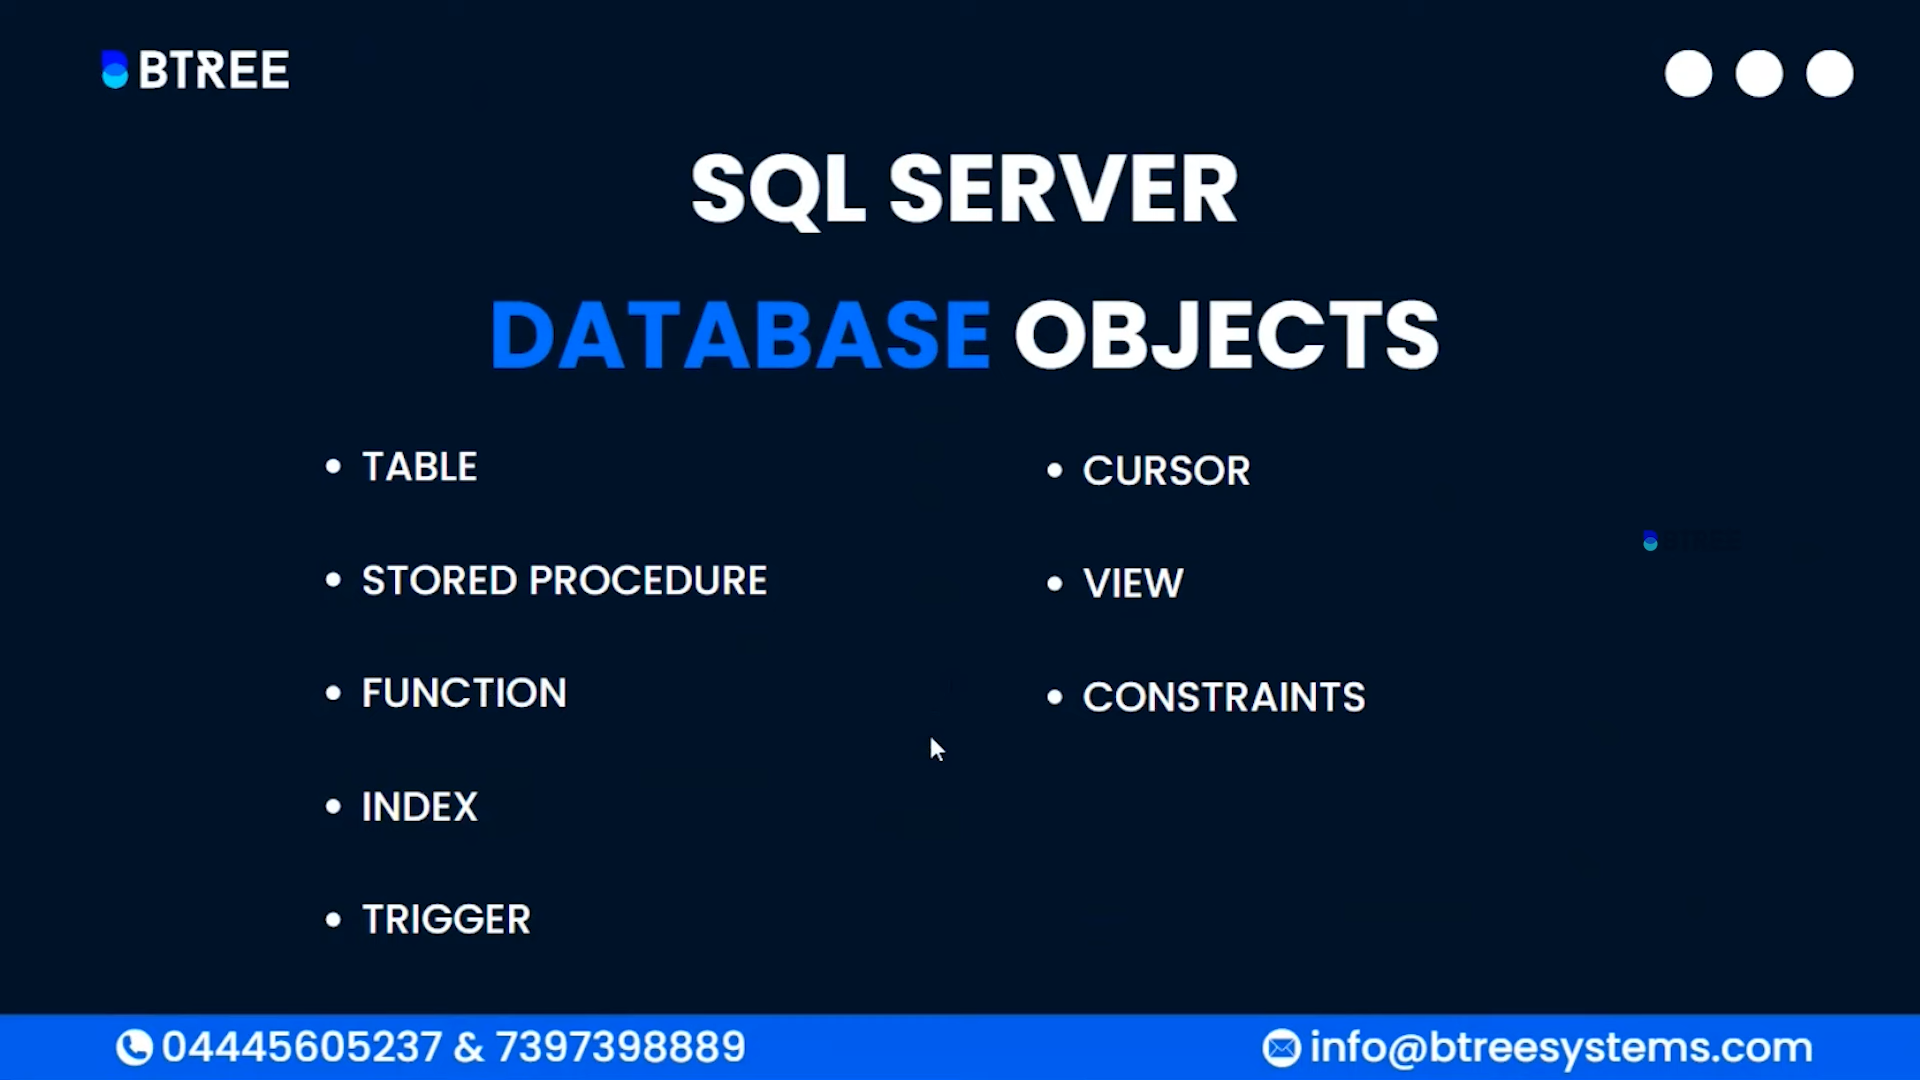 BTREE
SQL SERVER
DATABASE OBJECTS
• TABLE
• STORED PROCEDURE
• FUNCTION
• INDEX
• TRIGGER
• CURSOR
• VIEW
• CONSTRAINTS
BTREE
04445605237 & 7397398889
info@btreesystems.com